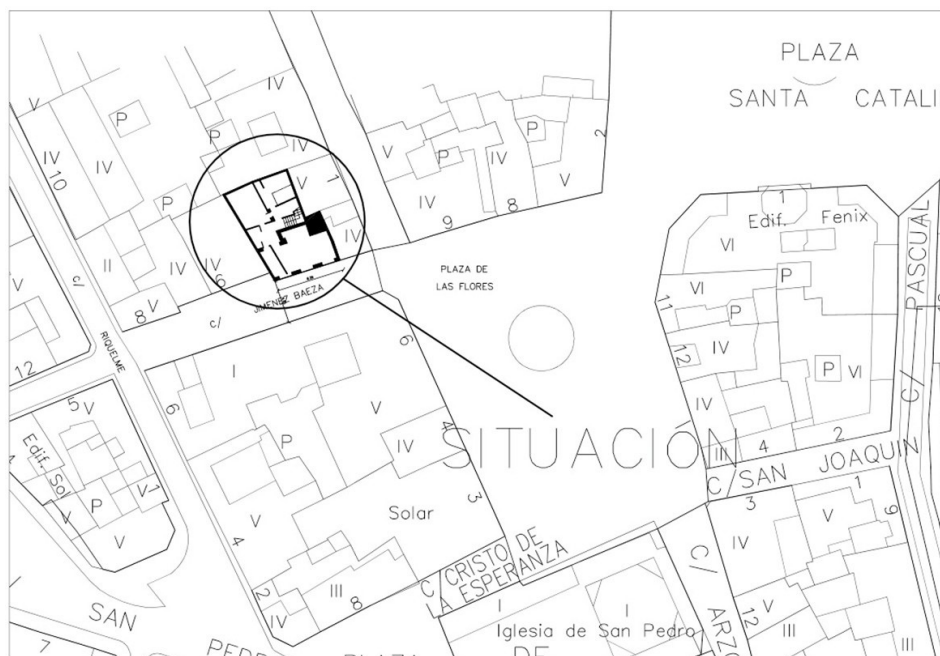 PLAZA
SANTA CATALI
V
IV
IV
IV
10
P
IV
P
P
IV
V
1
IV
II
IV
IV
6
V
8
c/
c/
JIMENEZ BAEZA
RIQUELME
V
12
V
P
IV
P
IV
9
8
V
2
PLAZA DE
LAS FLORES
1
Edif. Fenix
VI
VI
P
11
P
IV
12
P
VI
IV
III
4
2
C/ PASCUAL
C/ SAN JOAQUIN
SITUACION
6
I
6
V
P
IV
4
3
Solar
V
4
III
2
IV
8
5
V
Edif. Sol
P
V
V
1
V
C/ CRISTO DE
LA ESPERANZA
I
I
Iglesia de San Pedro
C/ ARZO
3
1
V
IV
V
12
III
III
SAN
7